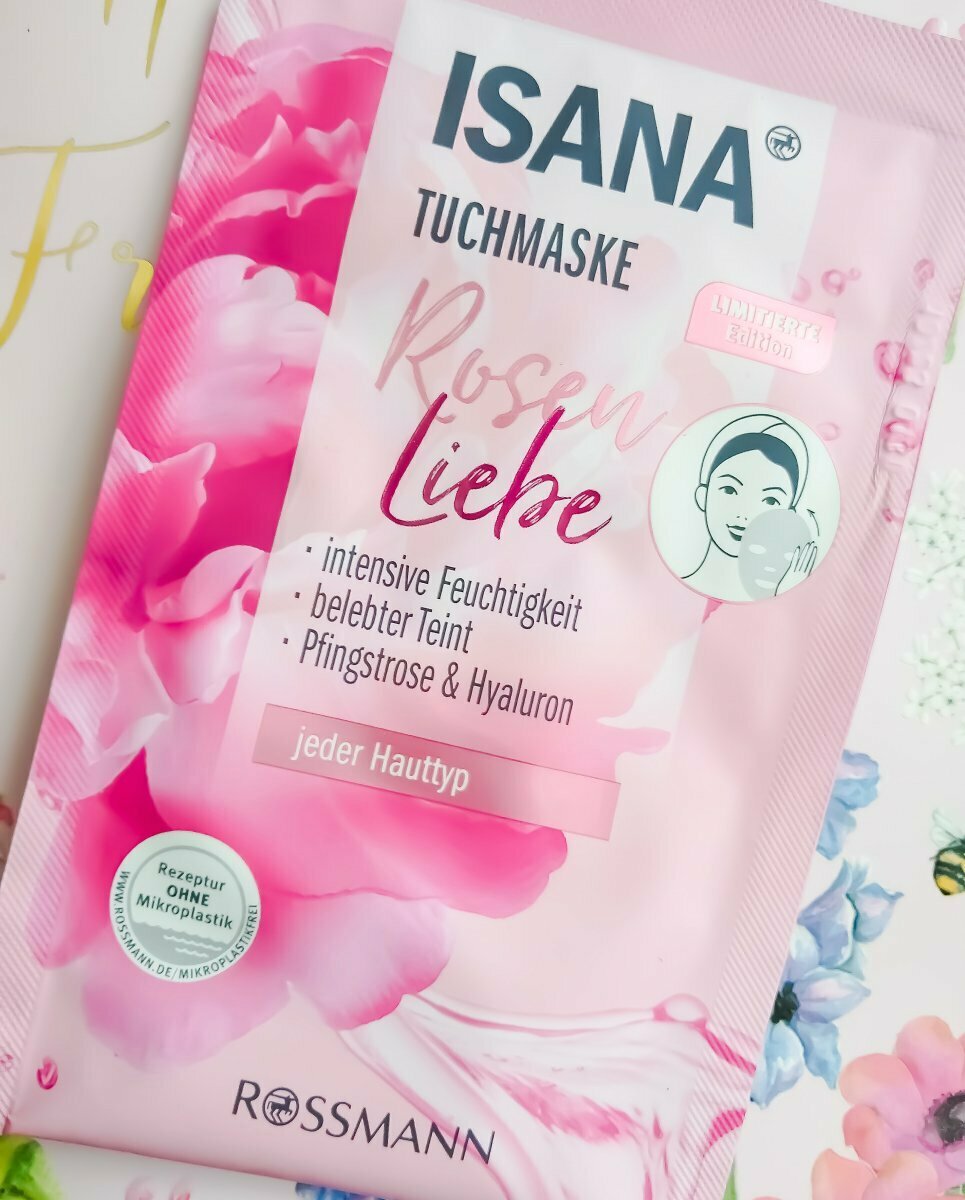 ISANA
TUCHMASKE
Rosen
Liebe
LIMITIERTE
Edition
· intensive Feuchtigkeit
· belebter Teint
· Pfingstrose & Hyaluron
jeder Hauttyp
Rezeptur
OHNE
Mikroplastik
WWW.ROSSMANN.DE/MIKROPLASTIKFREI
ROSSMANN